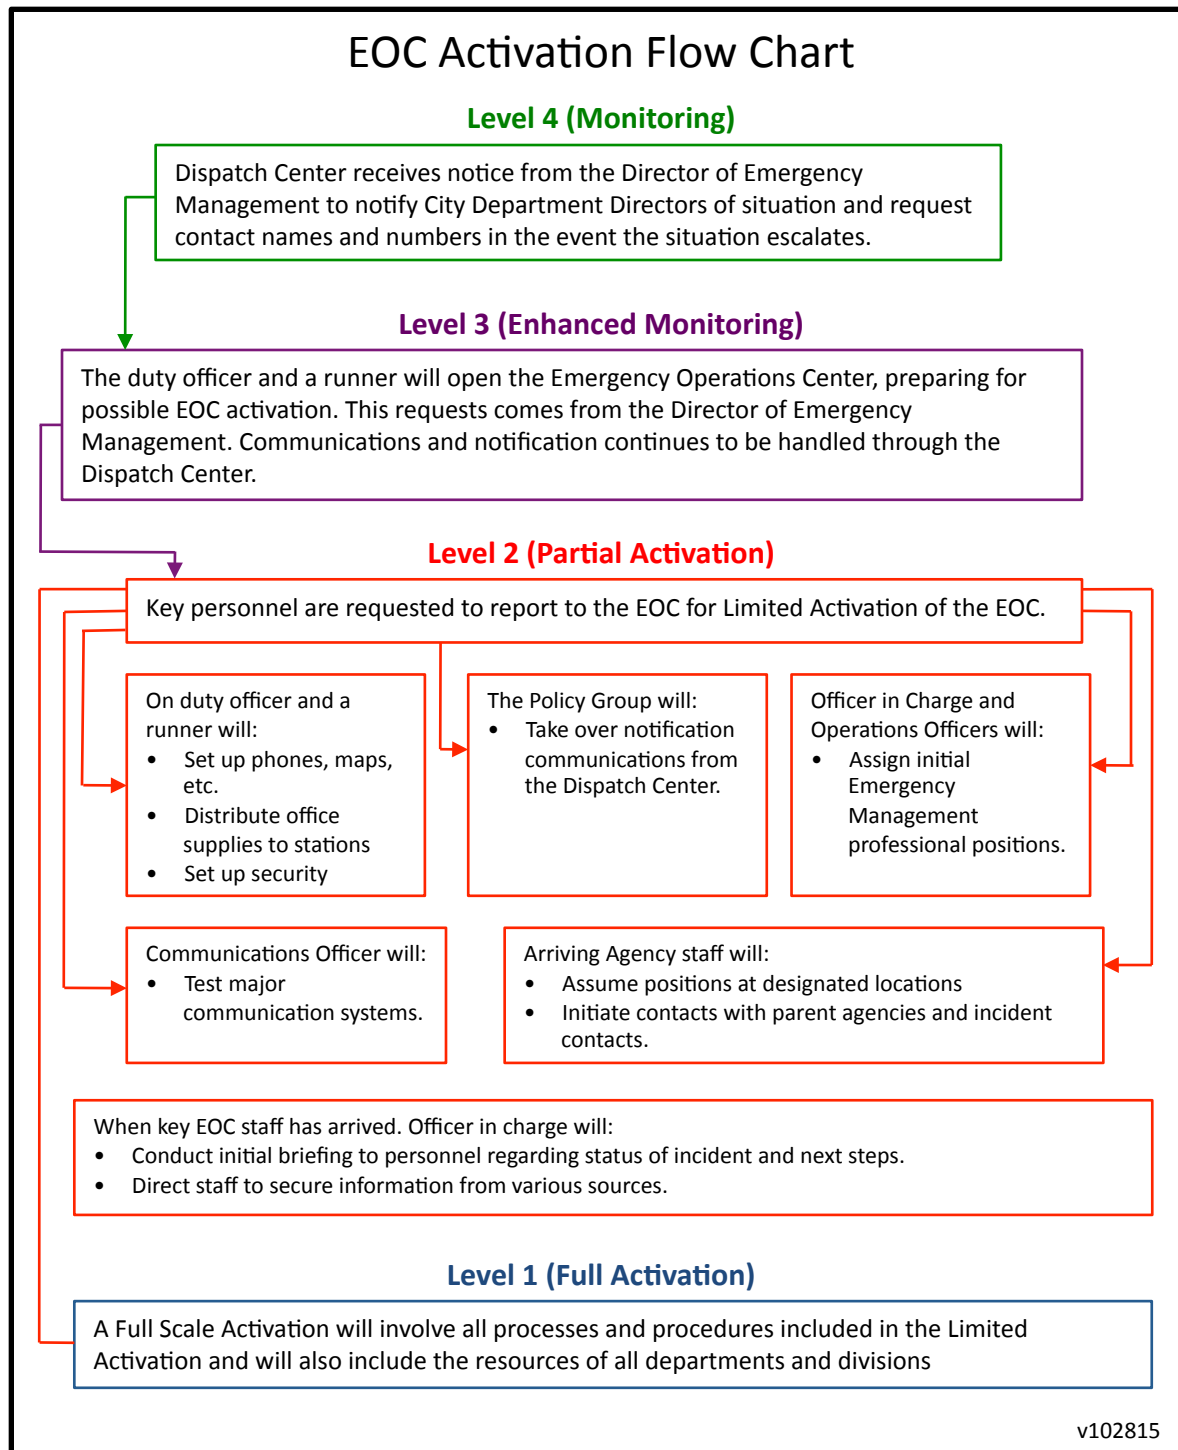 EOC Activation Flow Chart
Level 4 (Monitoring)
Dispatch Center receives notice from the Director of Emergency
Management to notify City Department Directors of situation and request
contact names and numbers in the event the situation escalates.
Level 3 (Enhanced Monitoring)
The duty officer and a runner will open the Emergency Operations Center, preparing for
possible EOC activation. This requests comes from the Director of Emergency
Management. Communications and notification continues to be handled through the
Dispatch Center.
Level 2 (Partial Activation)
Key personnel are requested to report to the EOC for Limited Activation of the EOC.
On duty officer and a
runner will:
• Set up phones, maps,
etc.
• Distribute office
supplies to stations
• Set up security
The Policy Group will:
• Take over notification
communications from
the Dispatch Center.
Officer in Charge and
Operations Officers will:
• Assign initial
Emergency
Management
professional positions.
Communications Officer will:
• Test major
communication systems.
Arriving Agency staff will:
• Assume positions at designated locations
• Initiate contacts with parent agencies and incident
contacts.
When key EOC staff has arrived. Officer in charge will:
• Conduct initial briefing to personnel regarding status of incident and next steps.
• Direct staff to secure information from various sources.
Level 1 (Full Activation)
A Full Scale Activation will involve all processes and procedures included in the Limited
Activation and will also include the resources of all departments and divisions
v102815